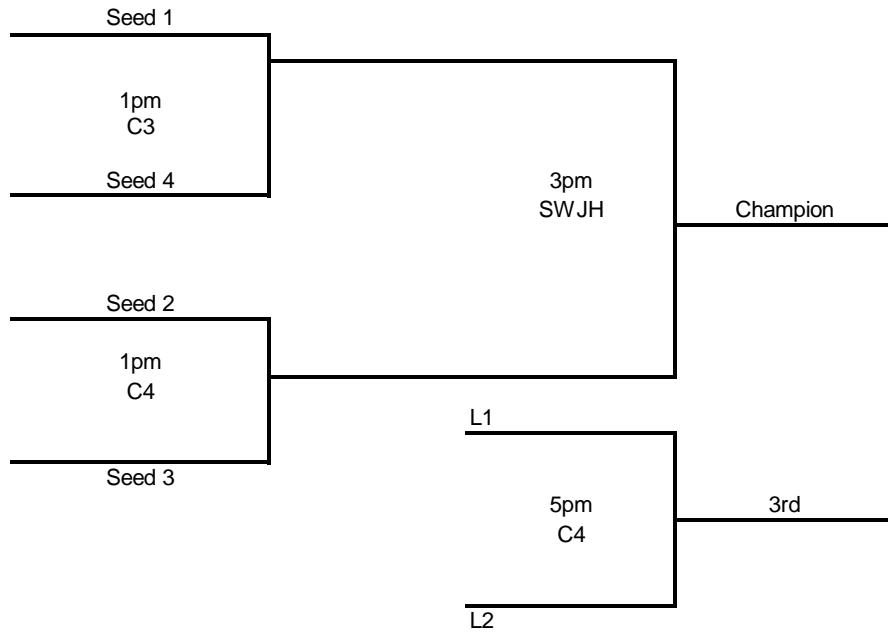 Seed 1
1pm
C3
Seed 4
3pm
SWJH
Champion
Seed 2
1pm
C4
Seed 3
L1
5pm
C4
3rd
L2